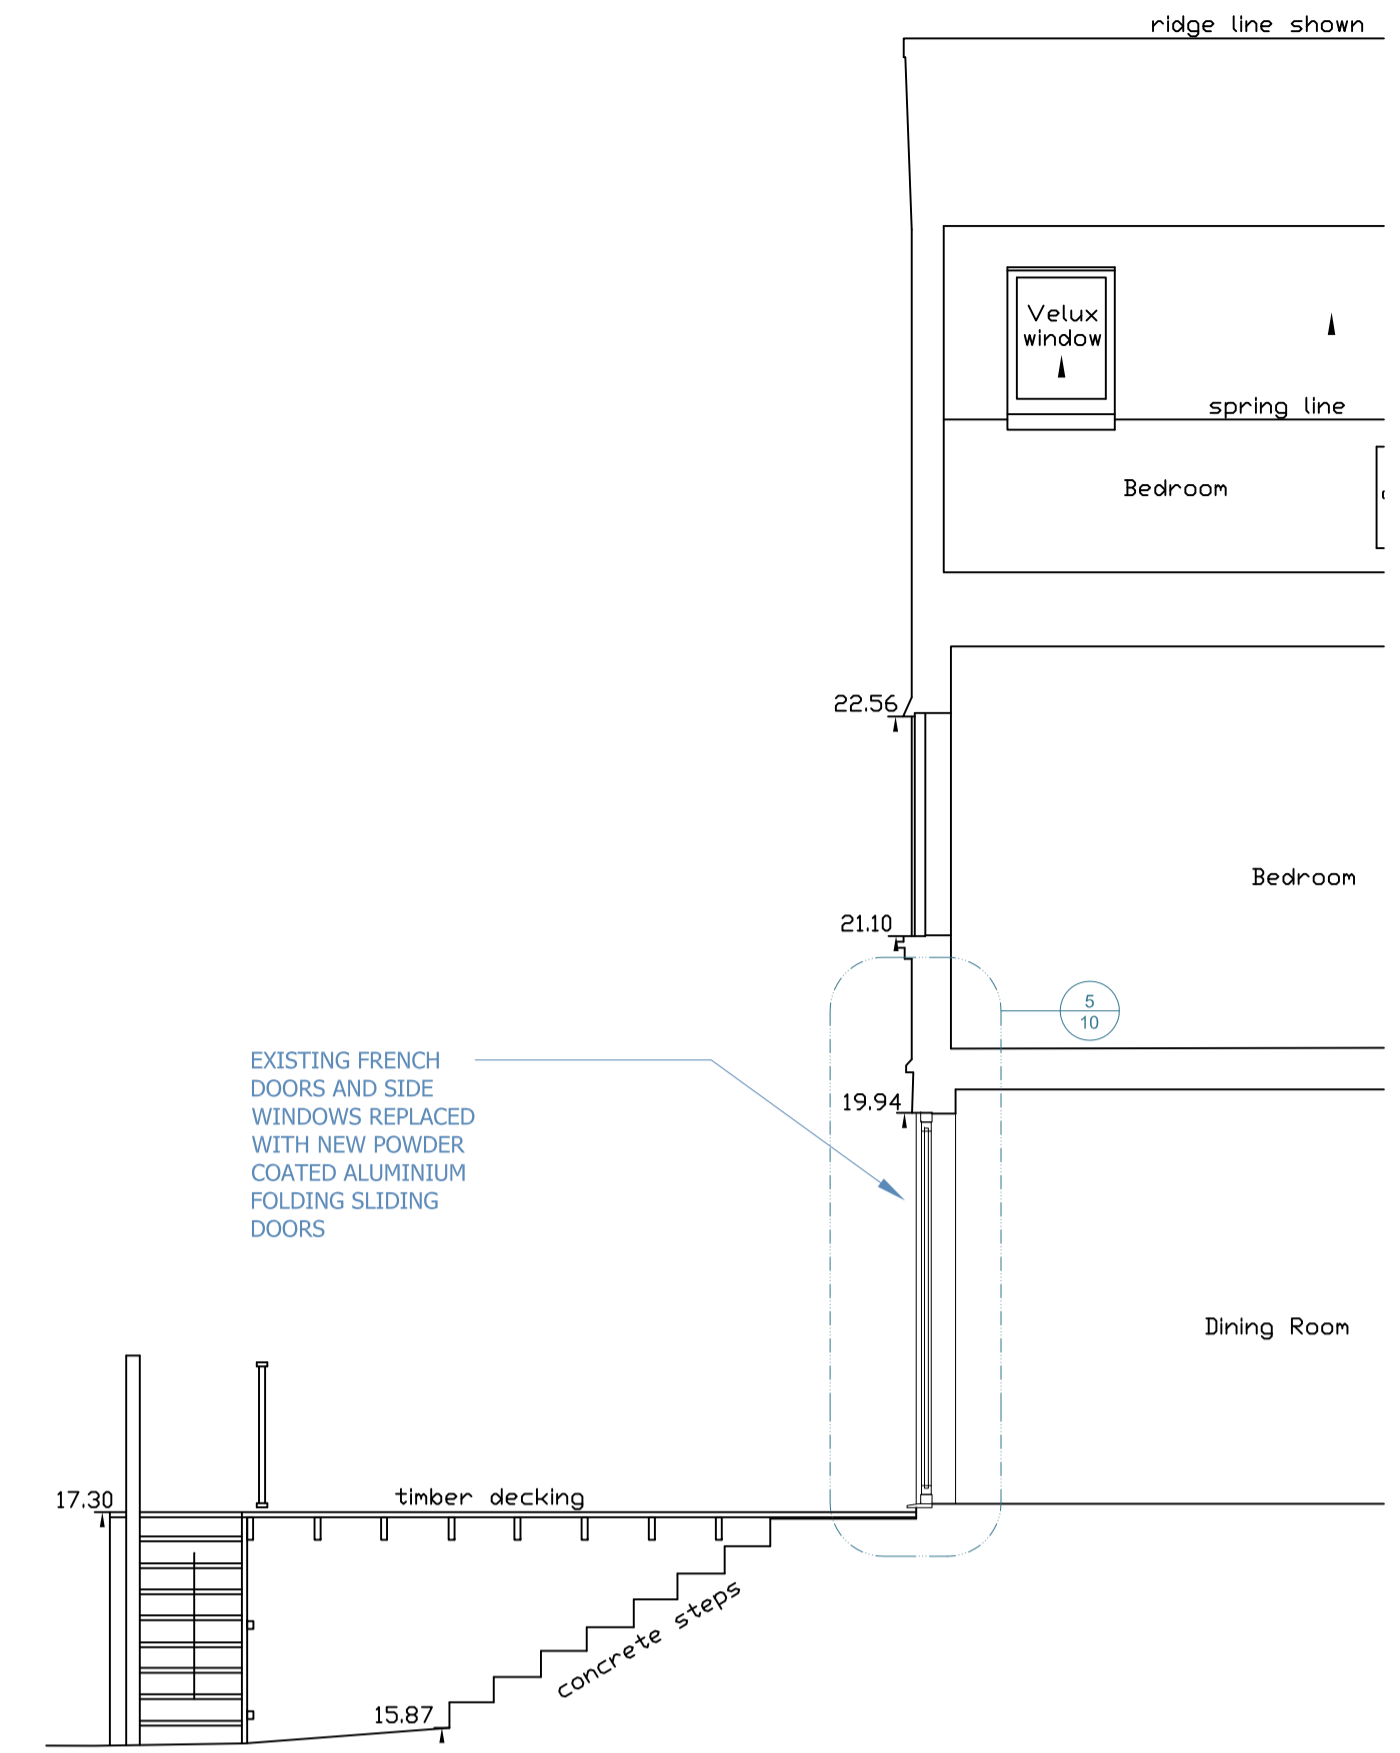 ridge line shown
Velux
window
spring line
Bedroom
22.56
Bedroom
21.10
5
10
EXISTING FRENCH
DOORS AND SIDE
WINDOWS REPLACED
WITH NEW POWDER
COATED ALUMINIUM
FOLDING SLIDING
DOORS
19.94
Dining Room
17.30
timber decking
concrete steps
15.87